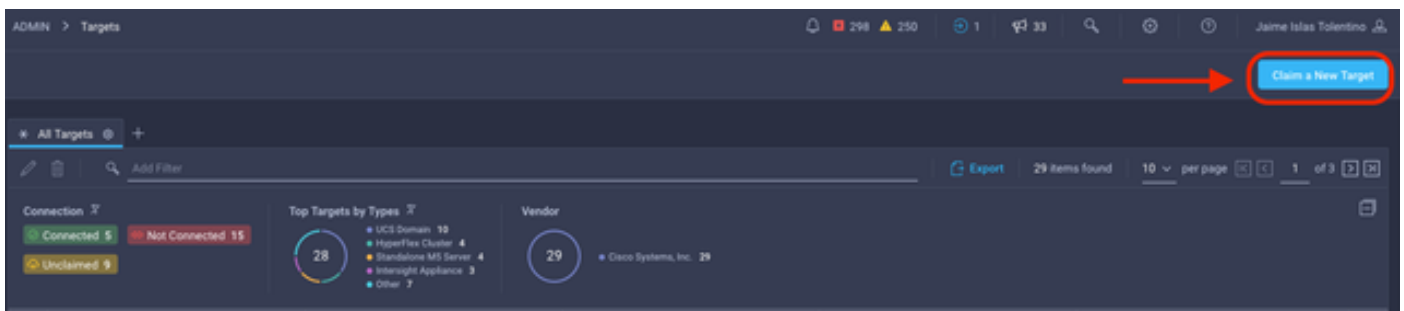 ADMIN > Targets 298 250 1 33 Jaime Islas Tolentino
Claim a New Target
All Targets +
Add Filter Export 29 items found 10 per page 1 of 3
Connection Top Targets by Types Vendor
Connected 5 Not Connected 15
Unclaimed 9
28
UCS Domain 10
HyperFlex Cluster 4
Standalone M5 Server 4
Intersight Appliance 3
Other 7
29 Cisco Systems, Inc. 29